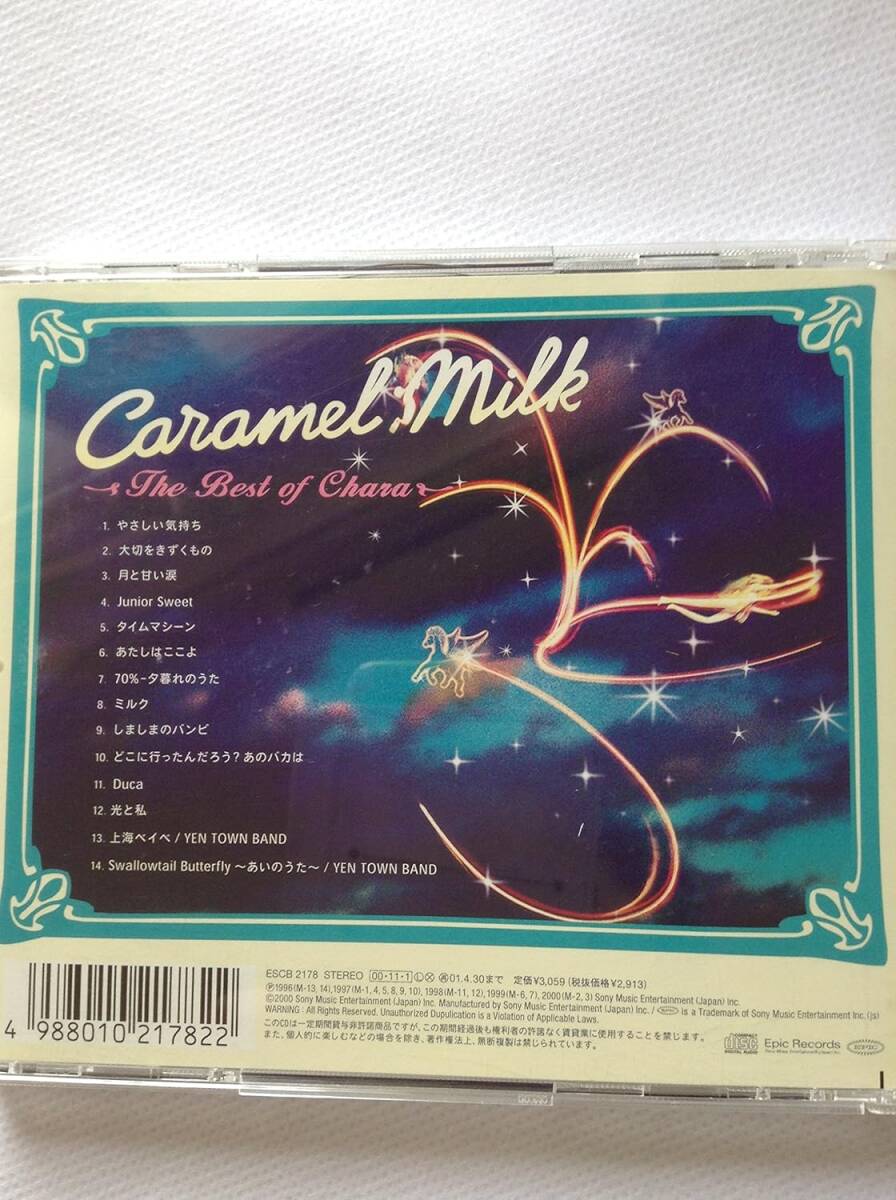 Caramel Milk
The Best of Chara
1. やさしい気持ち
2. 大切をきずくもの
3. 月と甘い涙
4. Junior Sweet
5. タイムマシーン
6. あたしはここよ
7. 70%-夕暮れのうた
8. ミルク
9. しましまのバンビ
10. どこに行ったんだろう? あのバカは
11. Duca
12. 光と私
13. 上海ベイベ / YEN TOWN BAND
14. Swallowtail Butterfly 〜あいのうた〜 / YEN TOWN BAND
ESCB 2178 STEREO 00・11・1 Ⓛ Ⓧ 再01.4.30まで 定価¥3,059 (税抜価格¥2,913)
Ⓟ1996(M-13, 14),1997(M-1, 4, 5, 8, 9, 10), 1998(M-11, 12), 1999(M-6, 7), 2000(M-2, 3) Sony Music Entertainment (Japan) Inc.
©2000 Sony Music Entertainment (Japan) Inc. Manufactured by Sony Music Entertainment (Japan) Inc. / EPIC is a Trademark of Sony Music Entertainment Inc. (js)
WARNING : All Rights Reserved. Unauthorized Dupulication is a Violation of Applicable Laws.
このCDは一定期間貸与非許諾商品ですが、この期間経過後も権利者の許諾なく賃貸業に使用することを禁じます。
また、個人的に楽しむなどの場合を除き、著作権法上、無断複製は禁じられています。
COMPACT disc DIGITAL AUDIO Epic Records EPIC
4 988010 217822